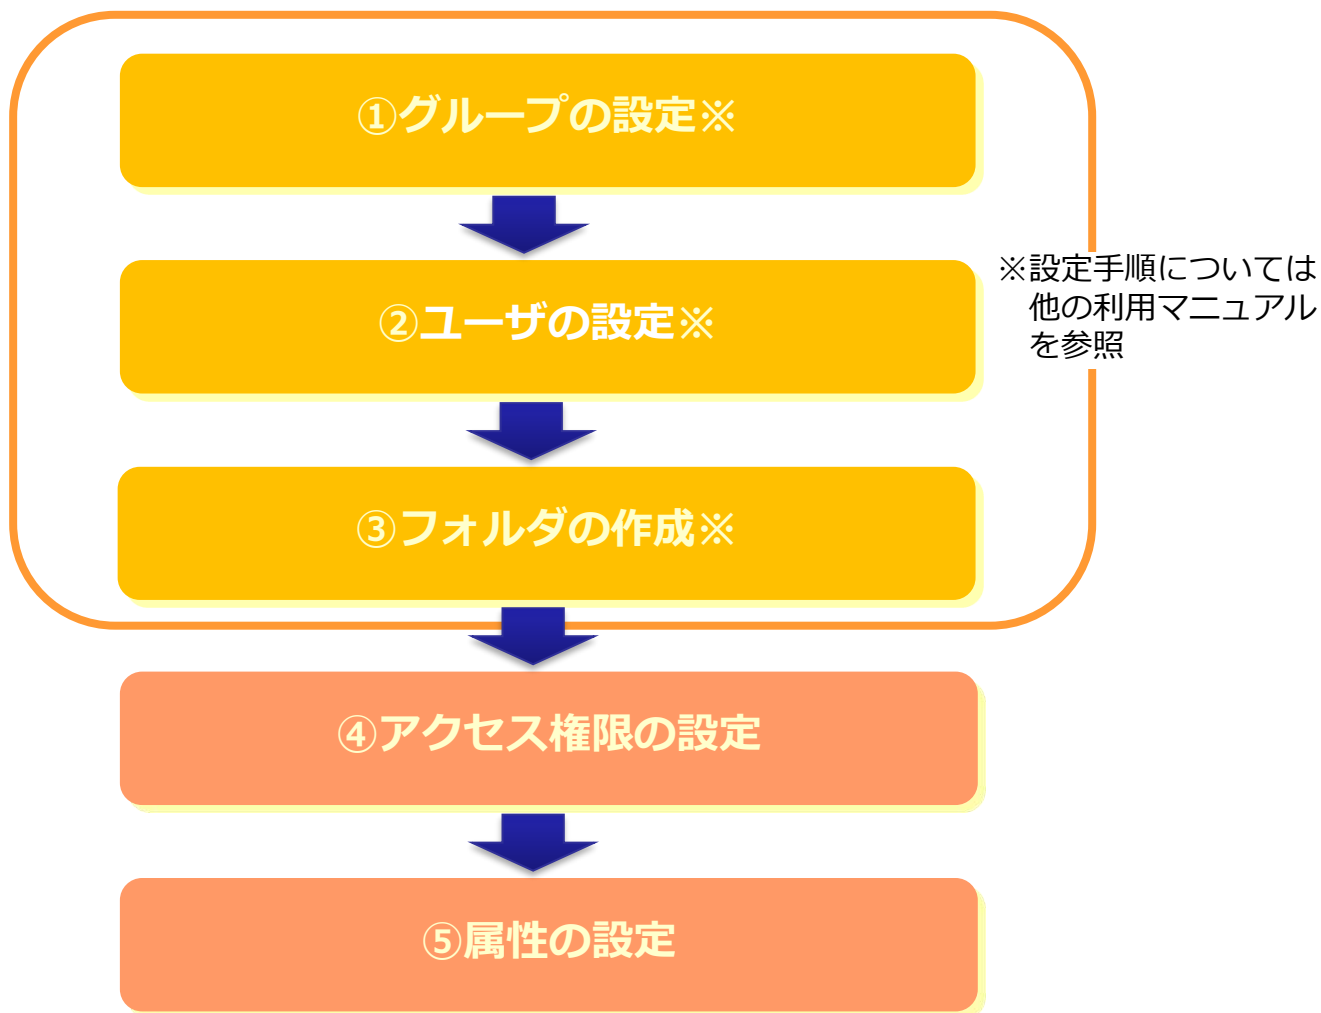 ①グループの設定※
②ユーザの設定※
※設定手順については
他の利用マニュアル
を参照
③フォルダの作成※
④アクセス権限の設定
⑤属性の設定